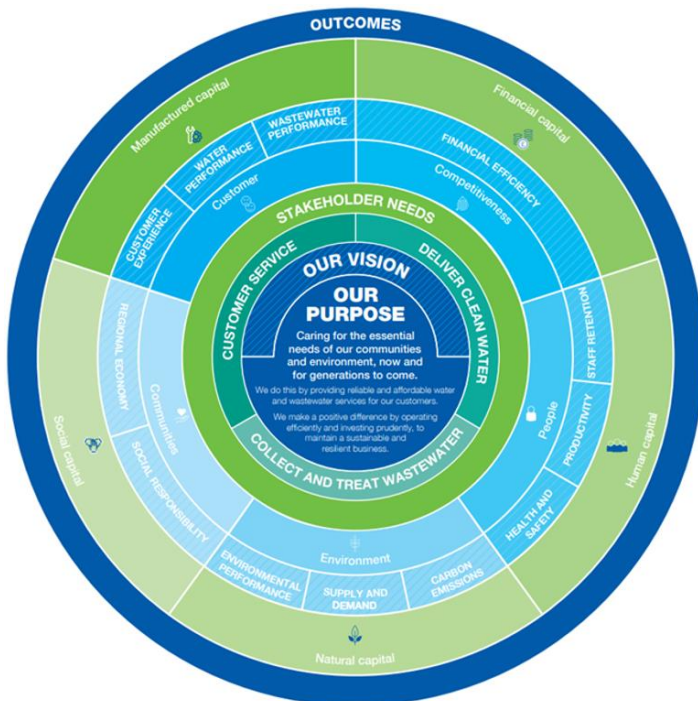 OUTCOMES
Manufactured capital
Financial capital
WATER
PERFORMANCE
WASTEWATER
PERFORMANCE
FINANCIAL EFFICIENCY
CUSTOMER
EXPERIENCE
Customer
Competitiveness
STAKEHOLDER NEEDS
CUSTOMER SERVICE
DELIVER CLEAN WATER
OUR VISION
OUR
PURPOSE
Caring for the essential
needs of our communities
and environment, now and
for generations to come.
We do this by providing reliable and affordable water
and wastewater services for our customers.
We make a positive difference by operating
efficiently and investing prudently, to
maintain a sustainable and
resilient business.
COLLECT AND TREAT WASTEWATER
REGIONAL ECONOMY
Communities
SOCIAL RESPONSIBILITY
Social capital
STAFF RETENTION
People
PRODUCTIVITY
HEALTH AND
SAFETY
Human capital
Environment
ENVIRONMENTAL
PERFORMANCE
SUPPLY AND
DEMAND
CARBON
EMISSIONS
Natural capital